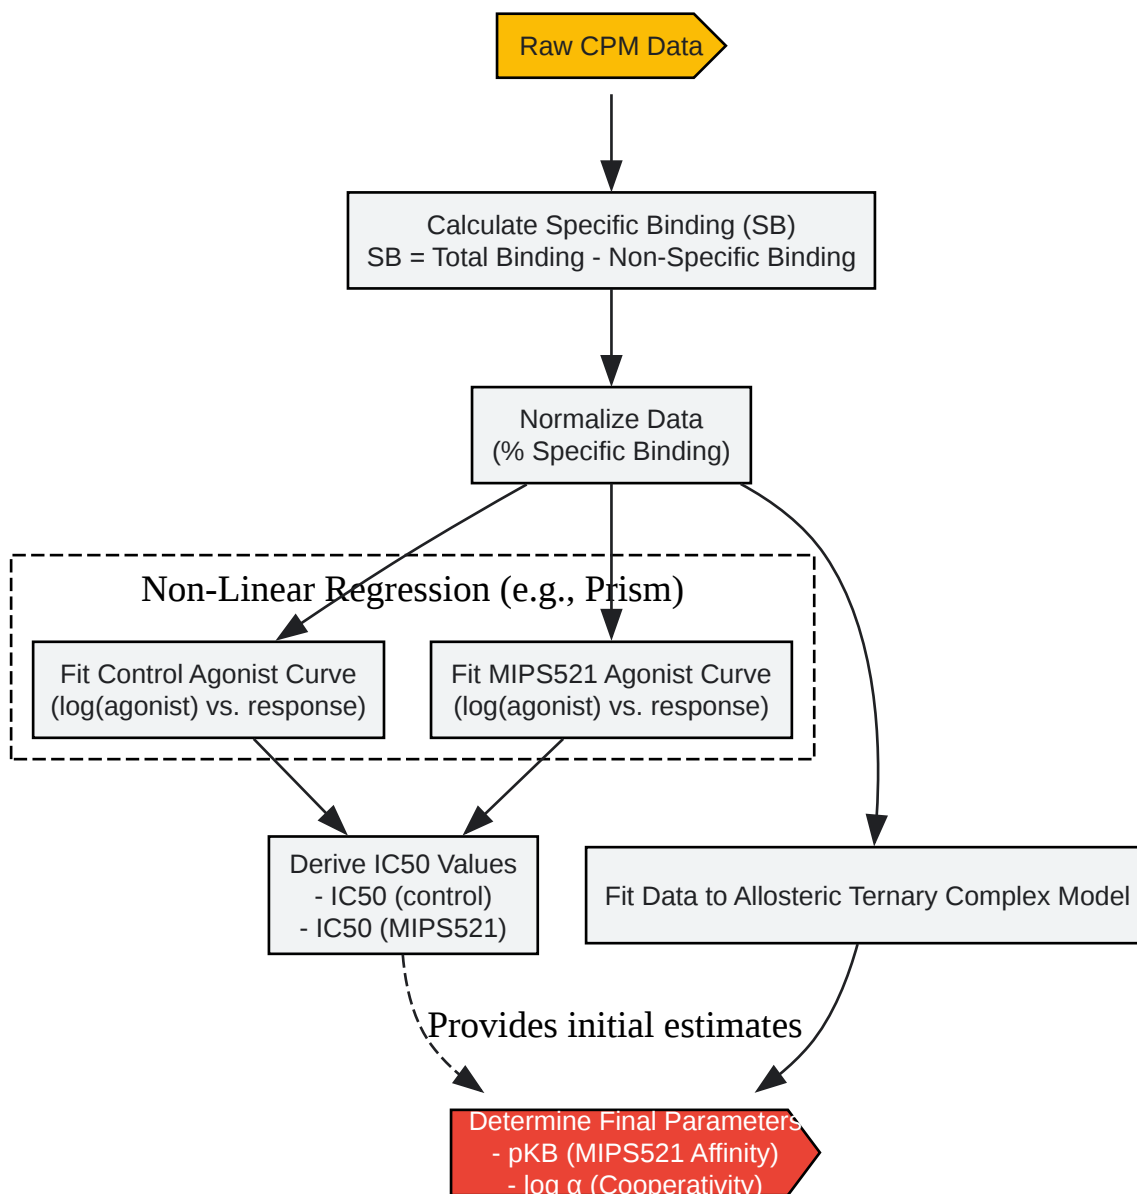 Raw CPM Data
Calculate Specific Binding (SB)
SB = Total Binding - Non-Specific Binding
Normalize Data
(% Specific Binding)
Non-Linear Regression (e.g., Prism)
Fit Control Agonist Curve
(log(agonist) vs. response)
Fit MIPS521 Agonist Curve
(log(agonist) vs. response)
Derive IC50 Values
- IC50 (control)
- IC50 (MIPS521)
Fit Data to Allosteric Ternary Complex Model
Provides initial estimates
Determine Final Parameters
- pKB (MIPS521 Affinity)
- log α (Cooperativity)